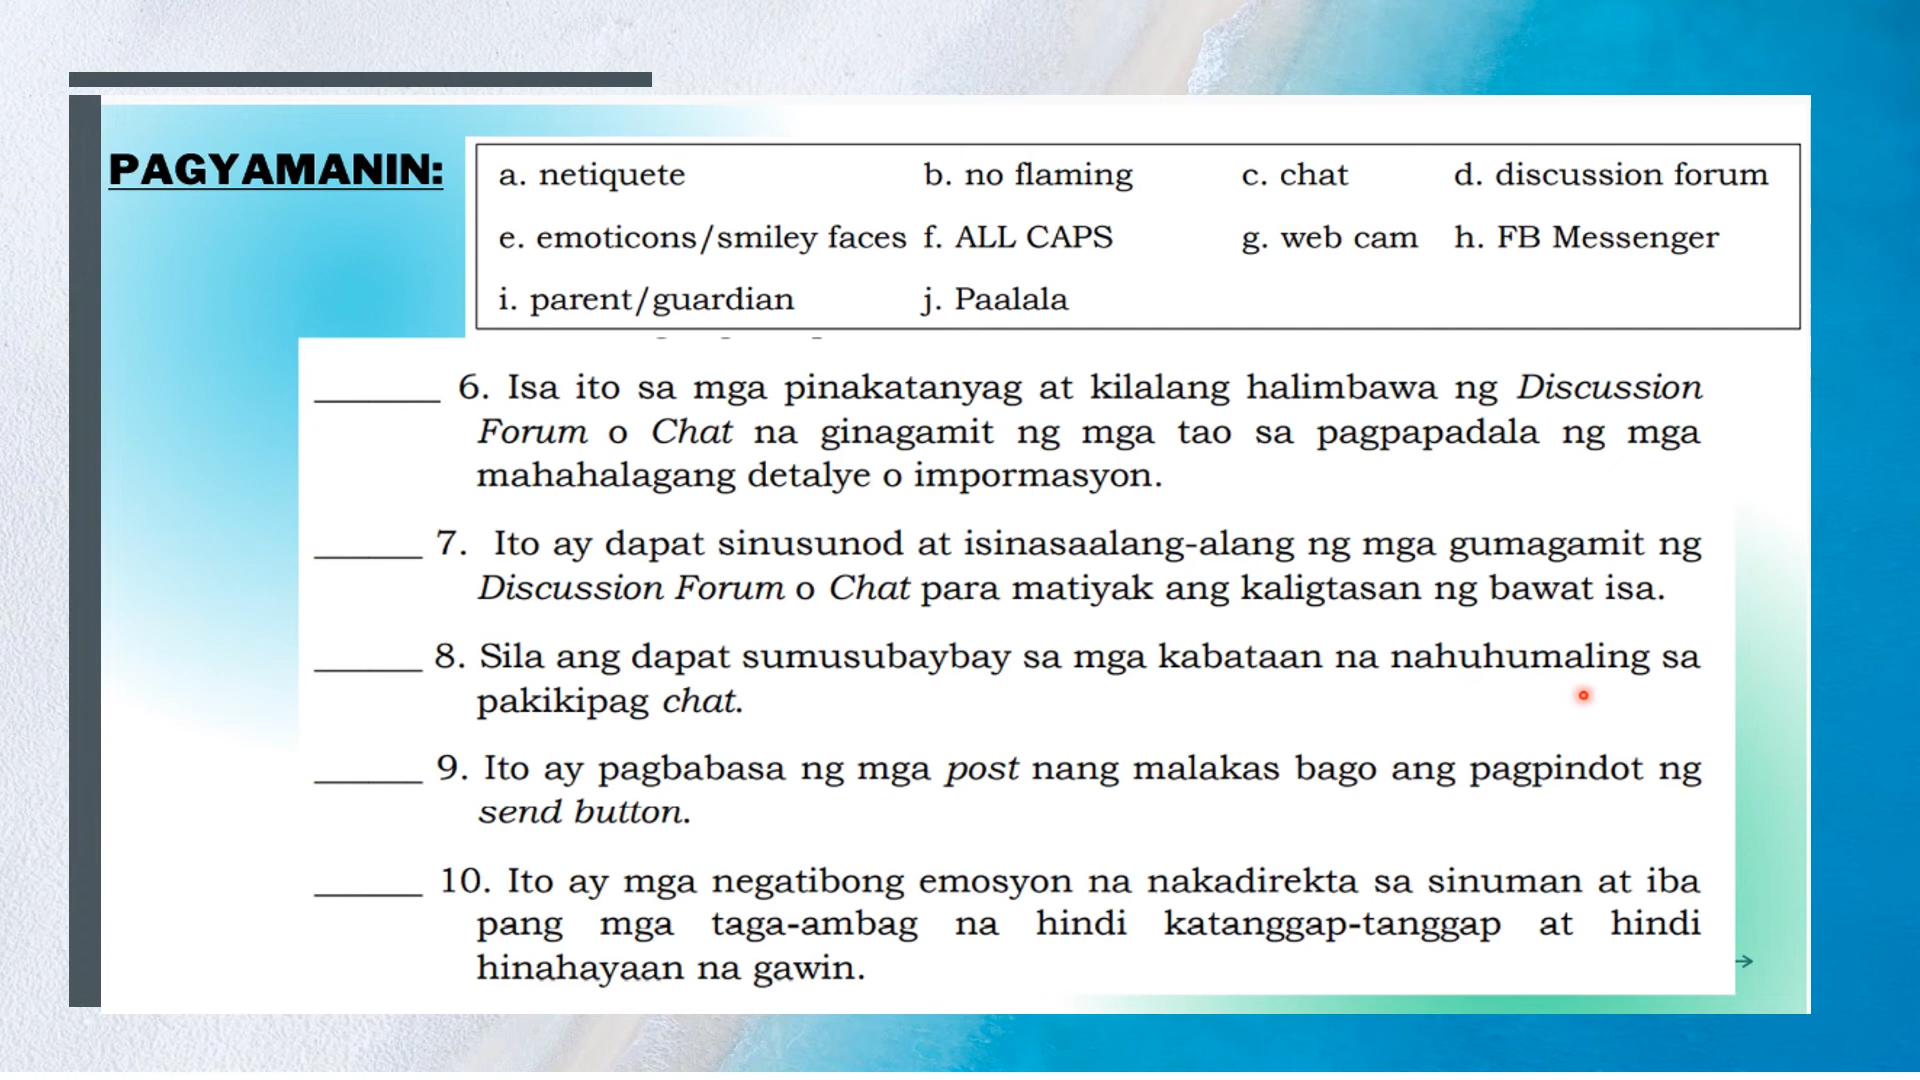 PAGYAMANIN:
a. netiquete b. no flaming c. chat d. discussion forum
e. emoticons/smiley faces f. ALL CAPS g. web cam h. FB Messenger
i. parent/guardian j. Paalala
______ 6. Isa ito sa mga pinakatanyag at kilalang halimbawa ng Discussion
Forum o Chat na ginagamit ng mga tao sa pagpapadala ng mga
mahahalagang detalye o impormasyon.
______ 7. Ito ay dapat sinusunod at isinasaalang-alang ng mga gumagamit ng
Discussion Forum o Chat para matiyak ang kaligtasan ng bawat isa.
______ 8. Sila ang dapat sumusubaybay sa mga kabataan na nahuhumaling sa
pakikipag chat.
______ 9. Ito ay pagbabasa ng mga post nang malakas bago ang pagpindot ng
send button.
______ 10. Ito ay mga negatibong emosyon na nakadirekta sa sinuman at iba
pang mga taga-ambag na hindi katanggap-tanggap at hindi
hinahayaan na gawin.